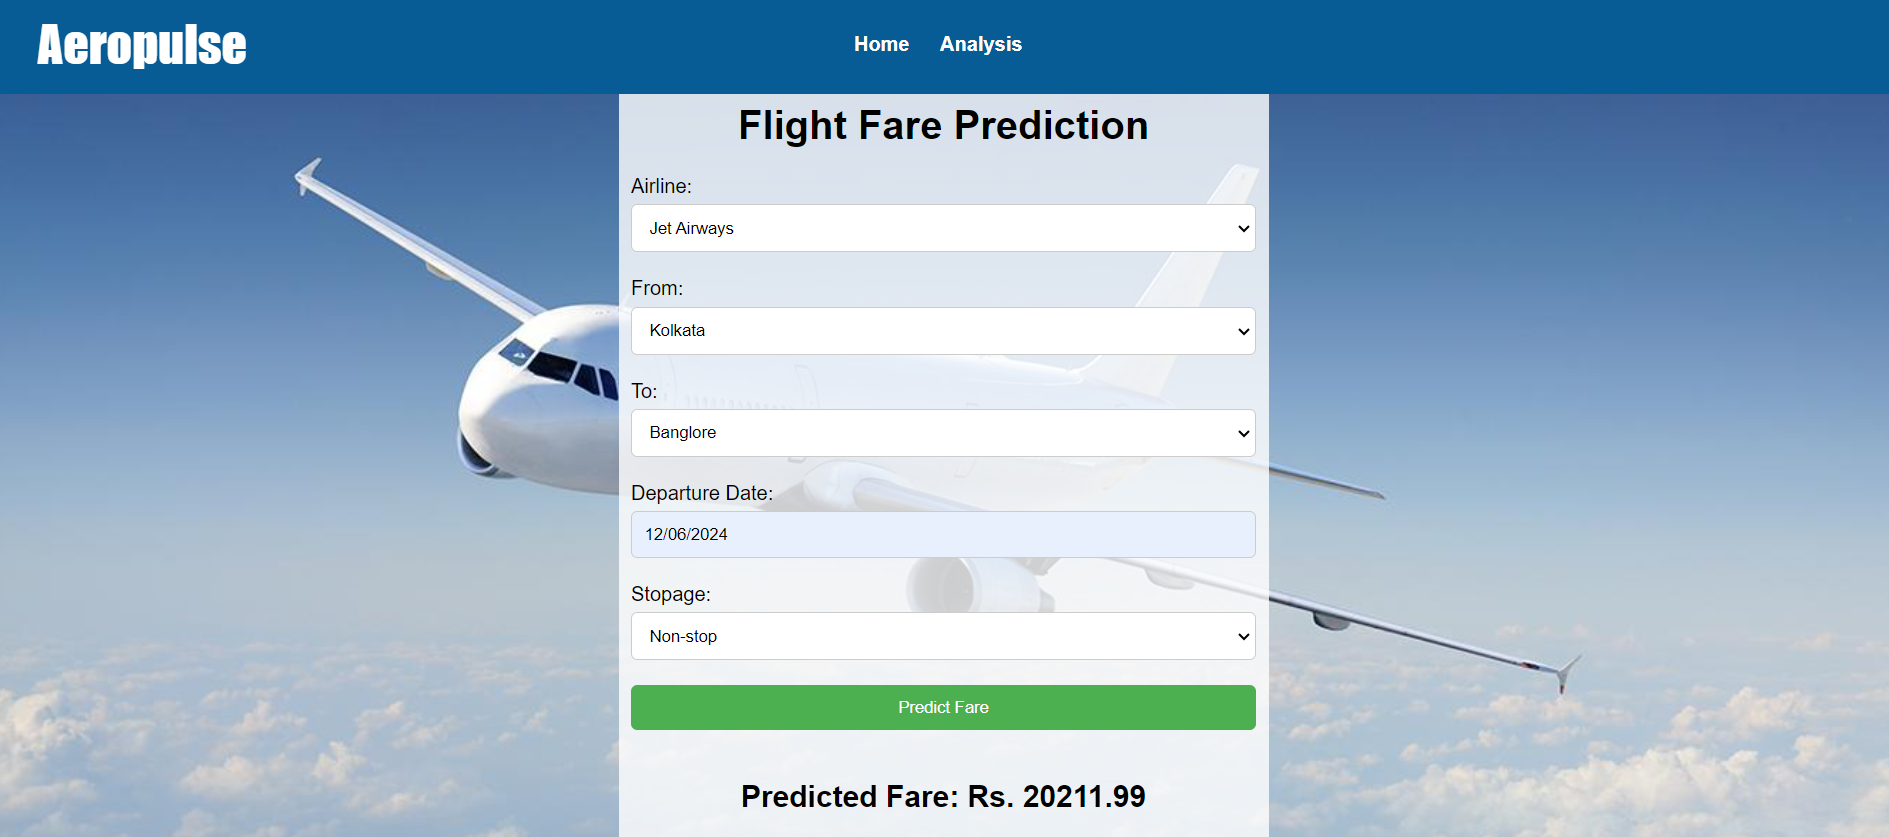 Aeropulse
Home Analysis
Flight Fare Prediction
Airline:
Jet Airways
From:
Kolkata
To:
Banglore
Departure Date:
12/06/2024
Stopage:
Non-stop
Predict Fare
Predicted Fare: Rs. 20211.99